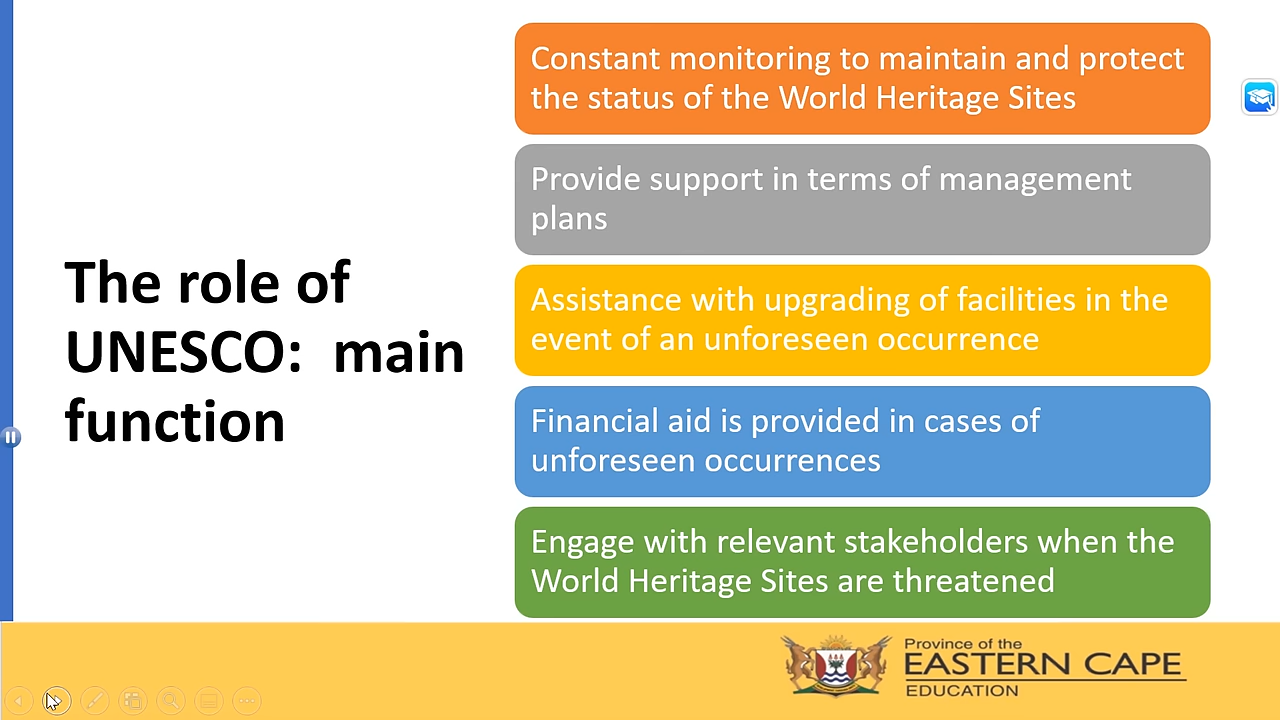 The role of
UNESCO:  main
function
Constant monitoring to maintain and protect
the status of the World Heritage Sites
Provide support in terms of management
plans
Assistance with upgrading of facilities in the
event of an unforeseen occurrence
Financial aid is provided in cases of
unforeseen occurrences
Engage with relevant stakeholders when the
World Heritage Sites are threatened
Province of the
EASTERN CAPE
EDUCATION